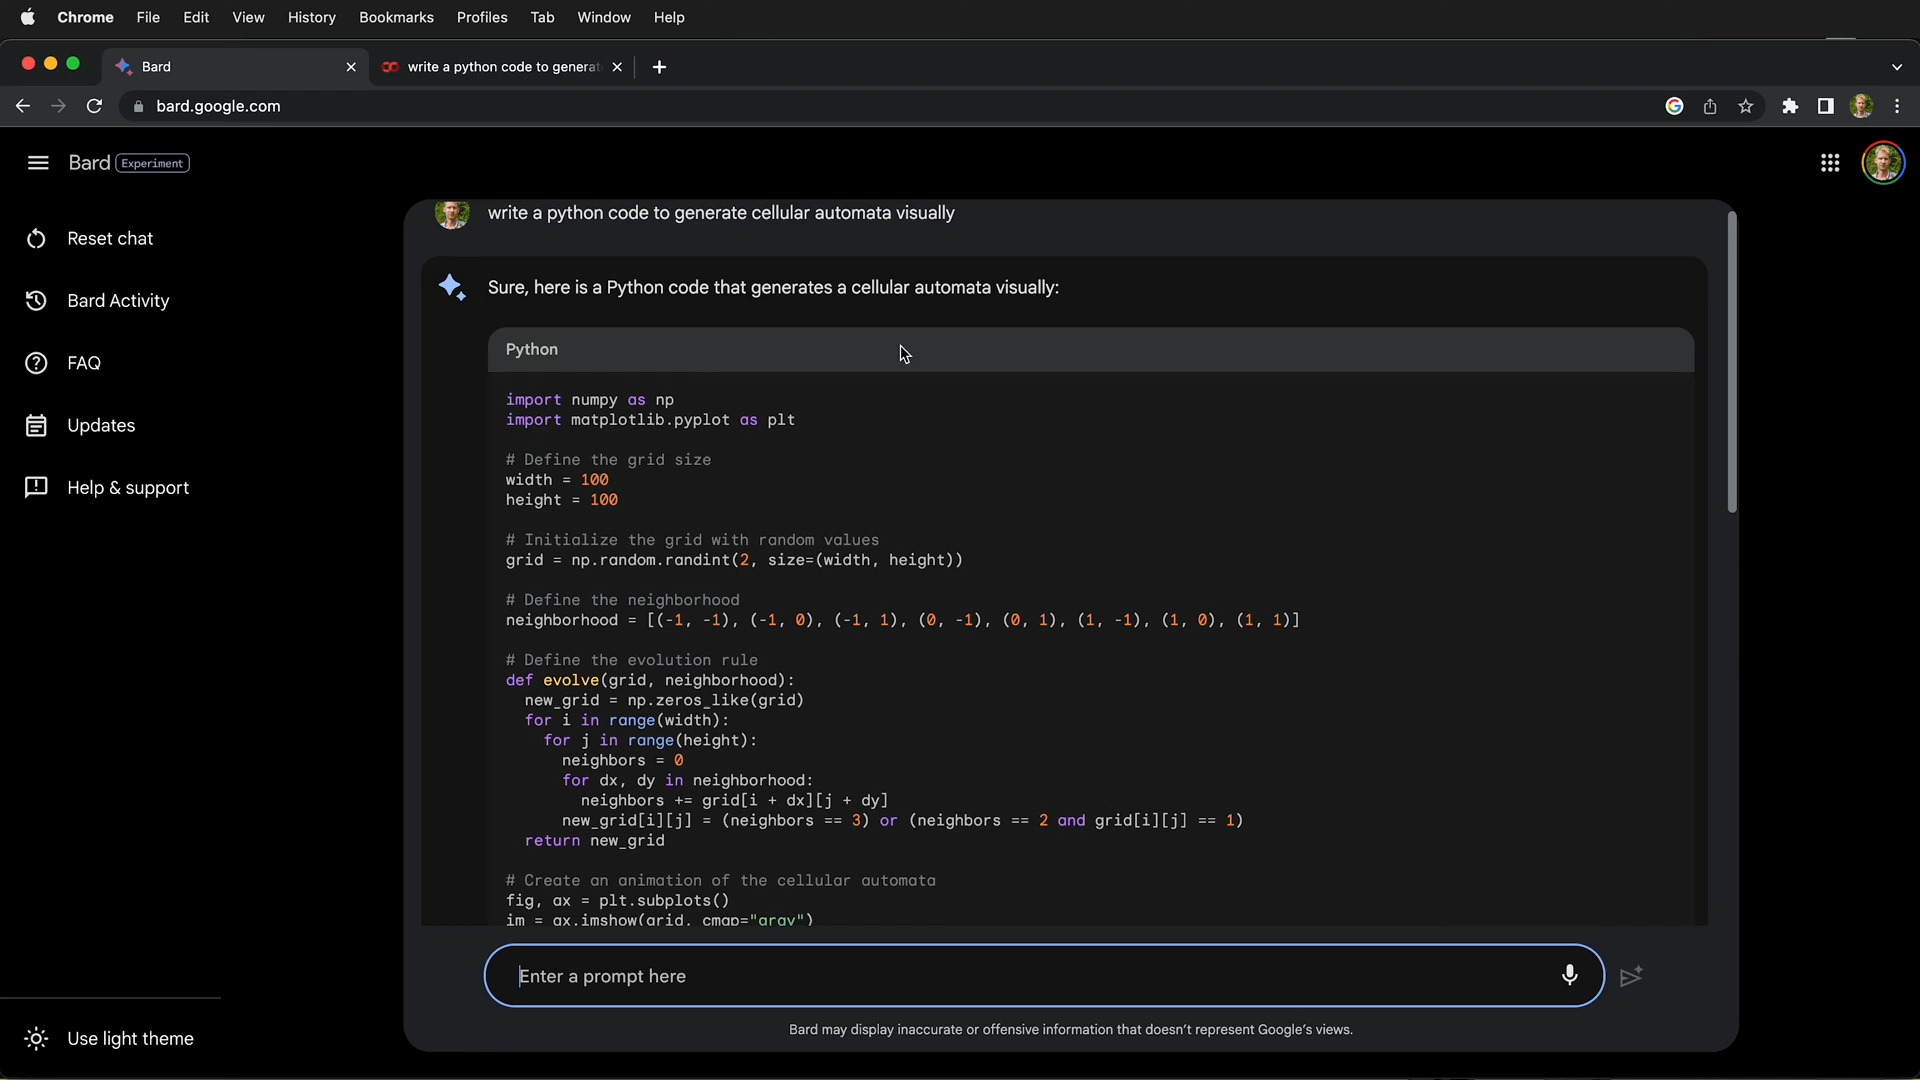 Chrome File Edit View History Bookmarks Profiles Tab Window Help
Bard write a python code to generat
bard.google.com
Bard Experiment
Reset chat
Bard Activity
FAQ
Updates
Help & support
Use light theme
write a python code to generate cellular automata visually
Sure, here is a Python code that generates a cellular automata visually:
Python
import numpy as np
import matplotlib.pyplot as plt
# Define the grid size
width = 100
height = 100
# Initialize the grid with random values
grid = np.random.randint(2, size=(width, height))
# Define the neighborhood
neighborhood = [(-1, -1), (-1, 0), (-1, 1), (0, -1), (0, 1), (1, -1), (1, 0), (1, 1)]
# Define the evolution rule
def evolve(grid, neighborhood):
  new_grid = np.zeros_like(grid)
  for i in range(width):
    for j in range(height):
      neighbors = 0
      for dx, dy in neighborhood:
        neighbors += grid[i + dx][j + dy]
      new_grid[i][j] = (neighbors == 3) or (neighbors == 2 and grid[i][j] == 1)
  return new_grid
# Create an animation of the cellular automata
fig, ax = plt.subplots()
im = ax.imshow(grid, cmap="gray")
Enter a prompt here
Bard may display inaccurate or offensive information that doesn't represent Google's views.